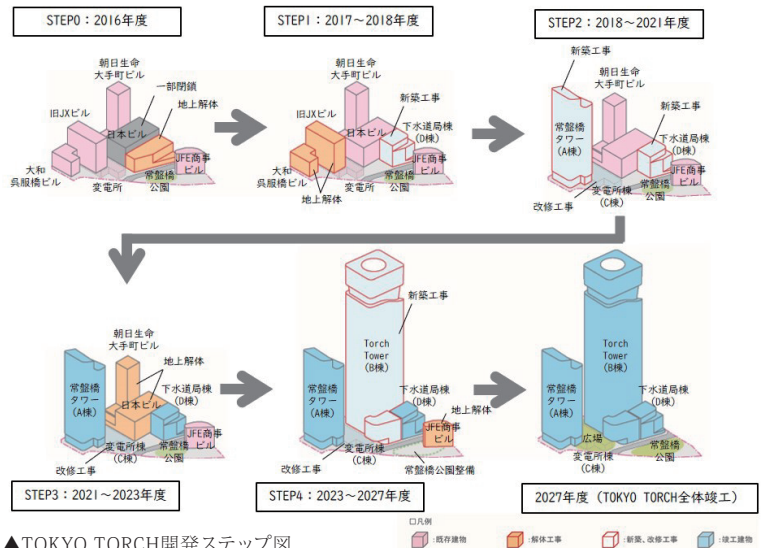 STEP0：2016年度
朝日生命
大手町ビル
一部閉鎖
地上解体
旧JXビル
日本ビル
大和
呉服橋ビル
変電所
常盤橋
公園
JFE商事
ビル
STEP1：2017～2018年度
朝日生命
大手町ビル
新築工事
旧JXビル
下水道局棟
(D棟)
日本ビル
大和
呉服橋ビル
地上解体
変電所
常盤橋
公園
JFE商事
ビル
STEP2：2018～2021年度
新築工事
朝日生命
大手町ビル
新築工事
常盤橋
タワー
(A棟)
下水道局棟
(D棟)
日本ビル
JFE商事
ビル
改修工事
変電所棟
(C棟)
常盤橋
公園
朝日生命
大手町ビル
地上解体
常盤橋
タワー
(A棟)
下水道局棟
(D棟)
日本ビル
JFE商事
ビル
改修工事
変電所棟
(C棟)
常盤橋
公園
STEP3：2021～2023年度
新築工事
Torch
Tower
(B棟)
常盤橋
タワー
(A棟)
下水道局棟
(D棟)
地上解体
JFE商事
ビル
改修工事
変電所棟
(C棟)
常盤橋公園整備
STEP4：2023～2027年度
Torch
Tower
(B棟)
常盤橋
タワー
(A棟)
下水道局棟
(D棟)
広場
変電所棟
(C棟)
常盤橋
公園
2027年度（TOKYO TORCH全体竣工）
▲TOKYO TORCH開発ステップ図
口凡例
：既存建物
：解体工事
：新築、改修工事
：竣工建物